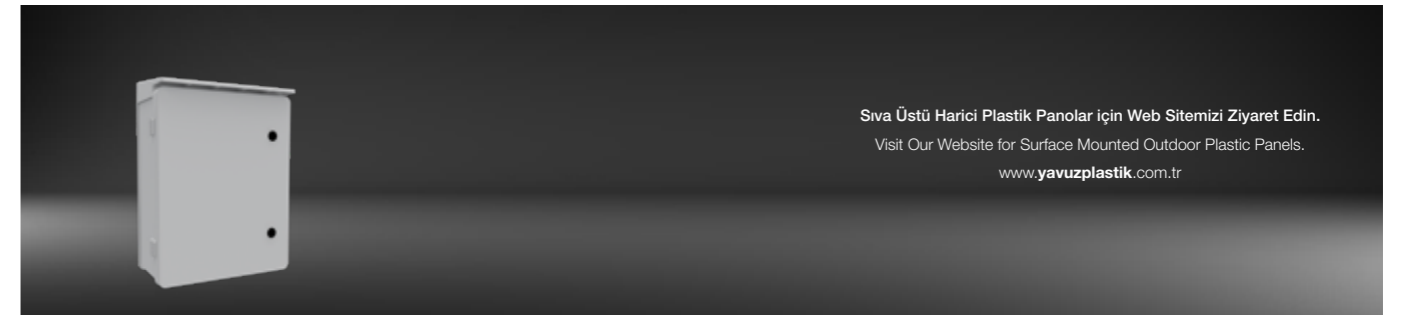 Sıva Üstü Harici Plastik Panolar için Web Sitemizi Ziyaret Edin.
Visit Our Website for Surface Mounted Outdoor Plastic Panels.
www.yavuzplastik.com.tr